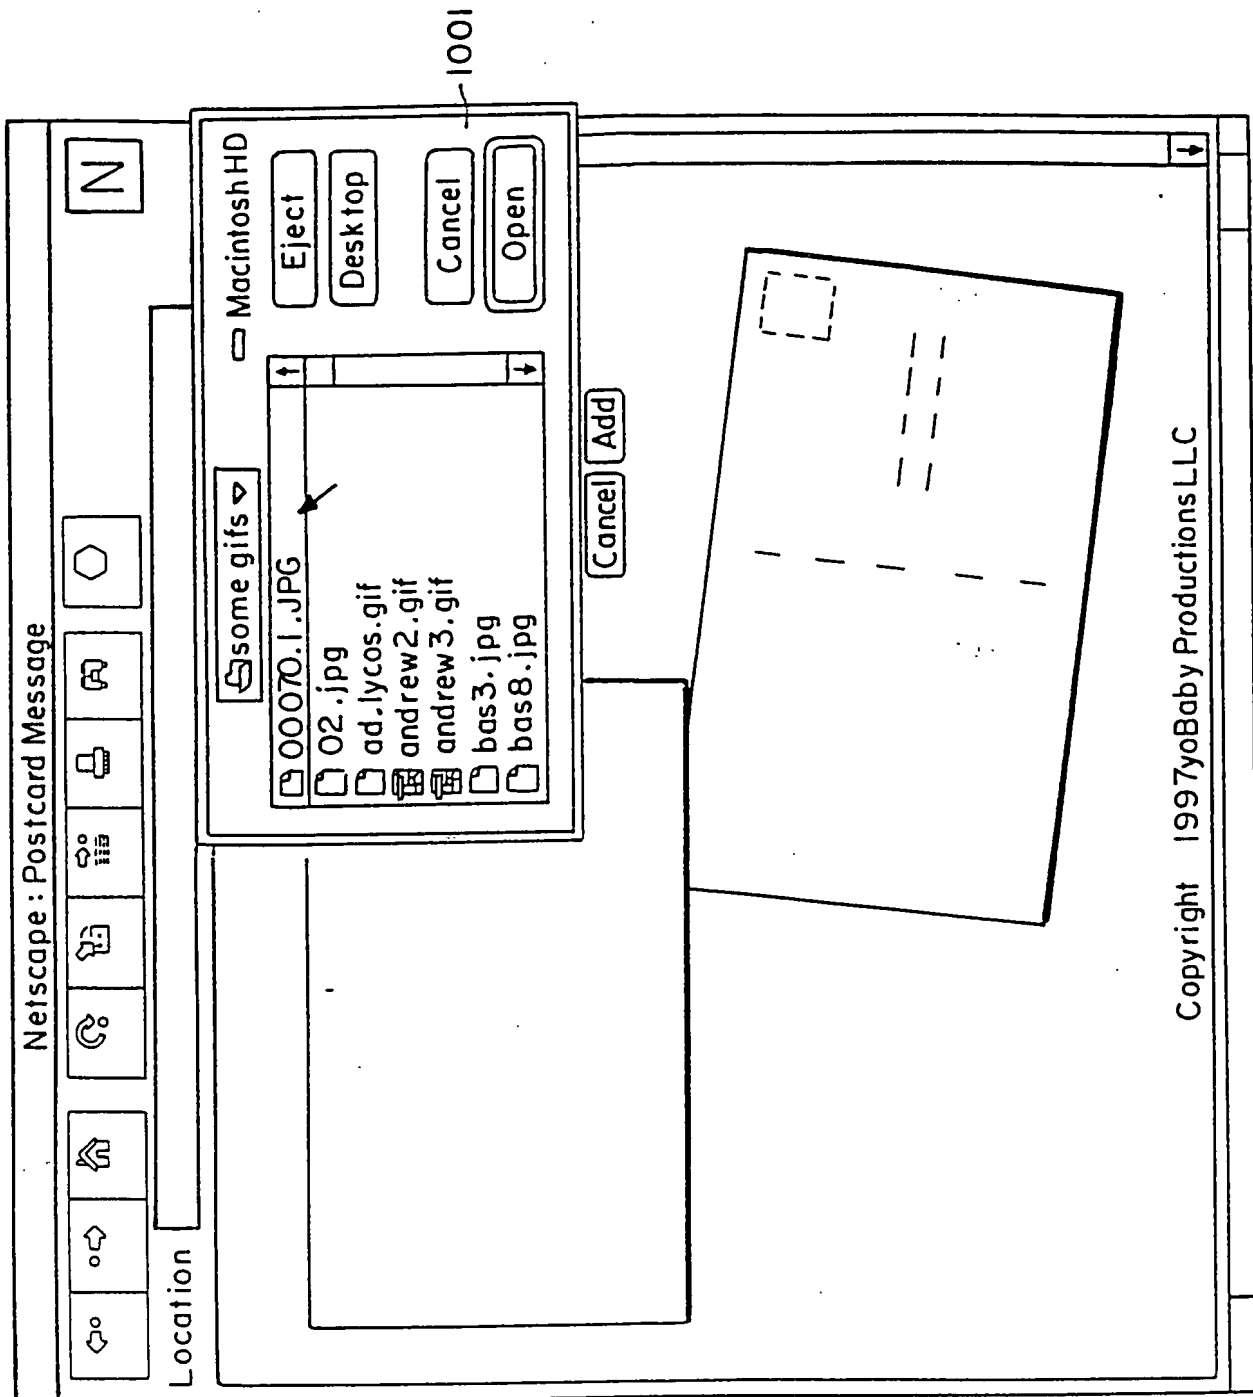 Netscape : Postcard Message
N
Location
some gifs
Macintosh HD
00070.1.JPG
02.jpg
ad.lycos.gif
andrew2.gif
andrew3.gif
bas3.jpg
bas8.jpg
Eject
Desktop
Cancel
Open
1001
Cancel Add
Copyright 1997yoBaby Productions LLC